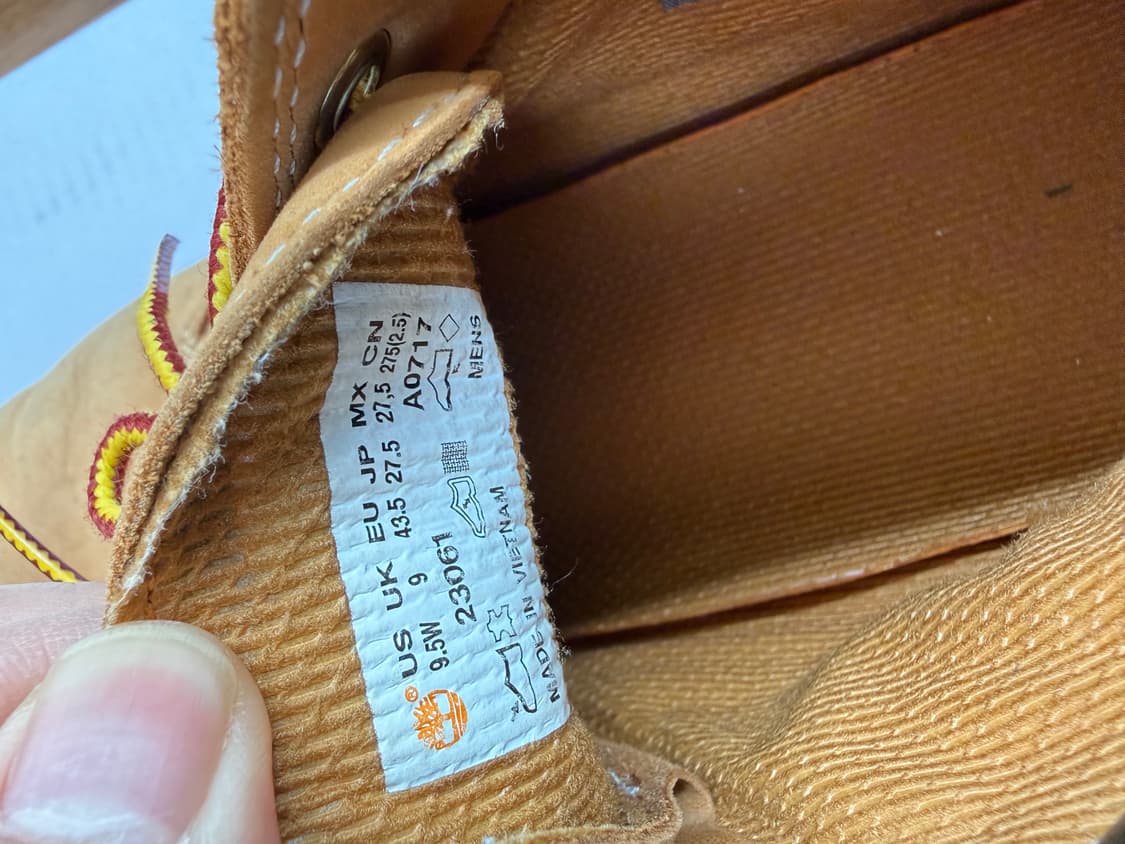 ®
US UK EU JP MX CN
9.5W 9 43.5 27.5 27,5 275(2.5)
23061 A0717
MENS
MADE IN VIETNAM